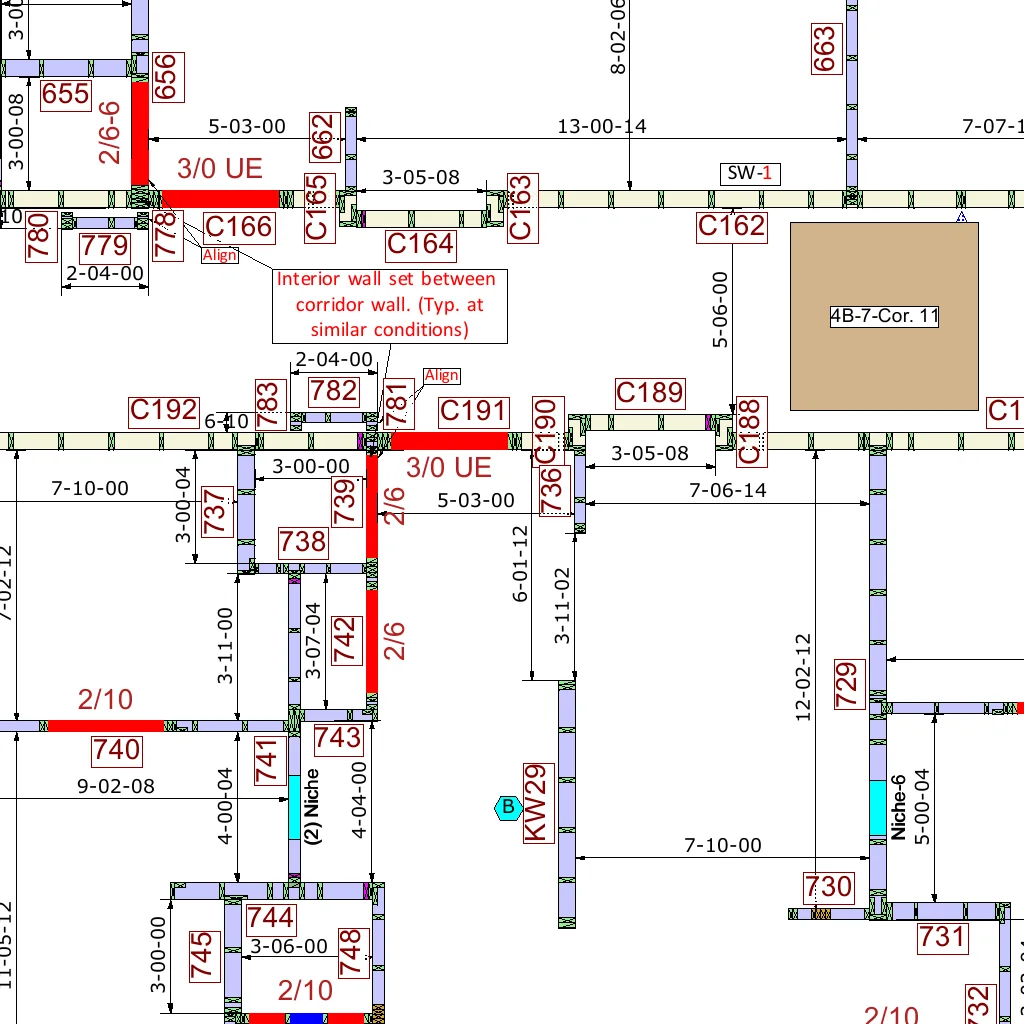 3-00
8-02-06
663
656
655
3-00-08
2/6-6
5-03-00
662
13-00-14
7-07-1
3/0 UE
3-05-08
SW-1
10
780
779
778
C166
C165
C164
C163
C162
Align
2-04-00
Interior wall set between
corridor wall. (Typ. at
similar conditions)
5-06-00
4B-7-Cor. 11
2-04-00
Align
C192
6-10
783
782
781
C191
C190
C189
C188
C1
3-00-00
3/0 UE
3-05-08
7-10-00
3-00-04
737
739
2/6
5-03-00
736
7-06-14
738
7-02-12
6-01-12
3-11-02
3-11-00
3-07-04
742
2/6
12-02-12
729
2/10
740
741
743
9-02-08
4-00-04
(2) Niche
4-04-00
B
KW29
Niche-6
5-00-04
7-10-00
730
744
731
11-05-12
3-00-00
745
3-06-00
748
2/10
2/10
732